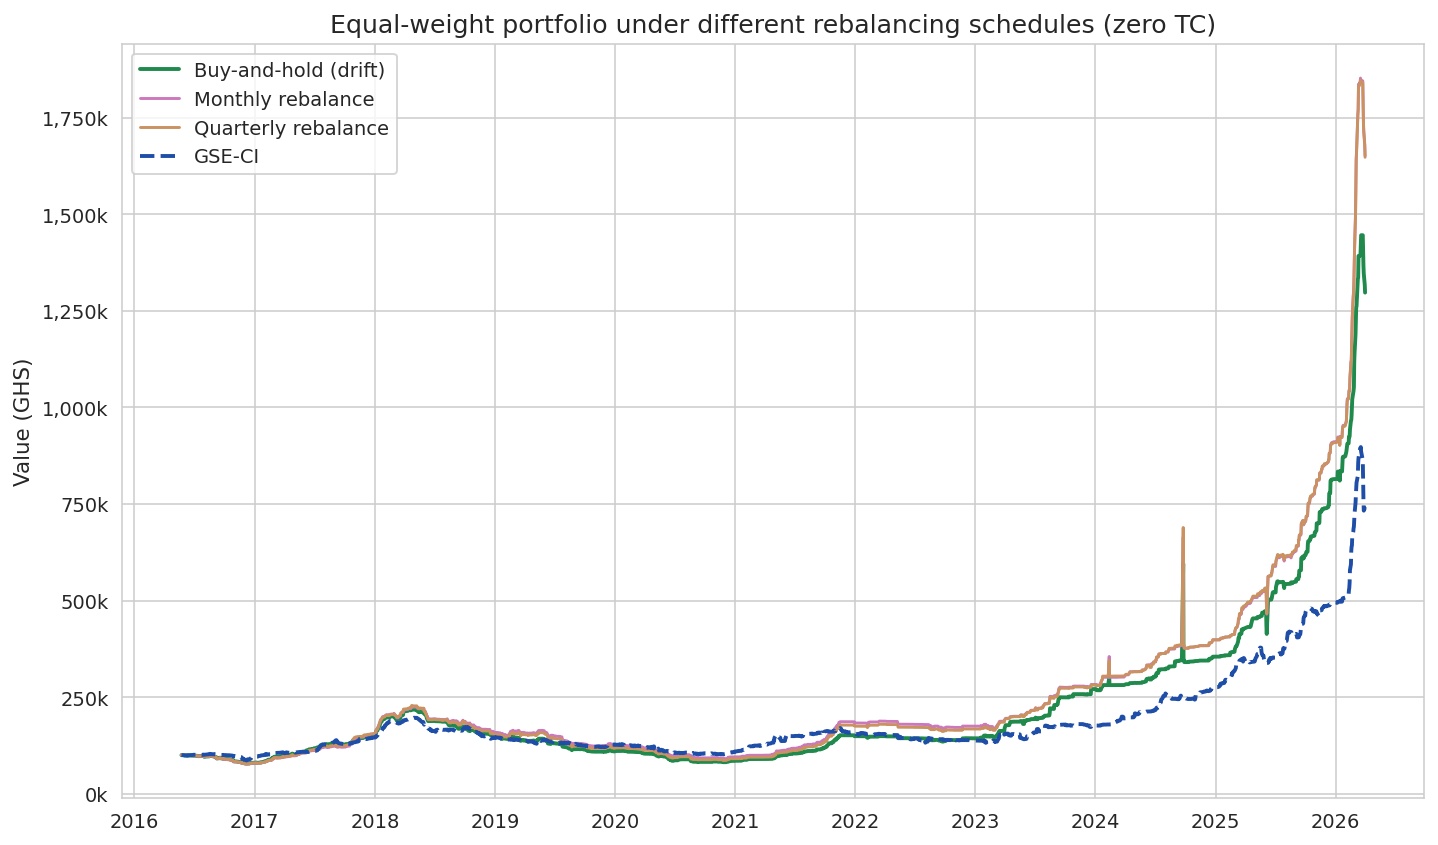 Equal-weight portfolio under different rebalancing schedules (zero TC)
Buy-and-hold (drift)
Monthly rebalance
Quarterly rebalance
GSE-CI
Value (GHS)
1,750k
1,500k
1,250k
1,000k
750k
500k
250k
0k
2016 2017 2018 2019 2020 2021 2022 2023 2024 2025 2026